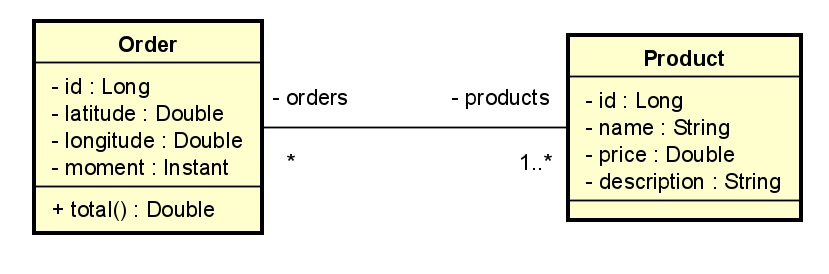 Order
- id : Long
- latitude : Double
- longitude : Double
- moment : Instant
+ total() : Double
- orders
*
- products
1..*
Product
- id : Long
- name : String
- price : Double
- description : String